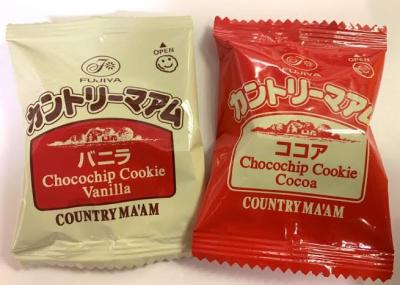 OPEN
FUJIYA
カントリーマアム
バニラ
Chocochip Cookie
Vanilla
COUNTRY MA'AM
OPEN
FUJIYA
カントリーマアム
ココア
Chocochip Cookie
Cocoa
COUNTRY MA'AM